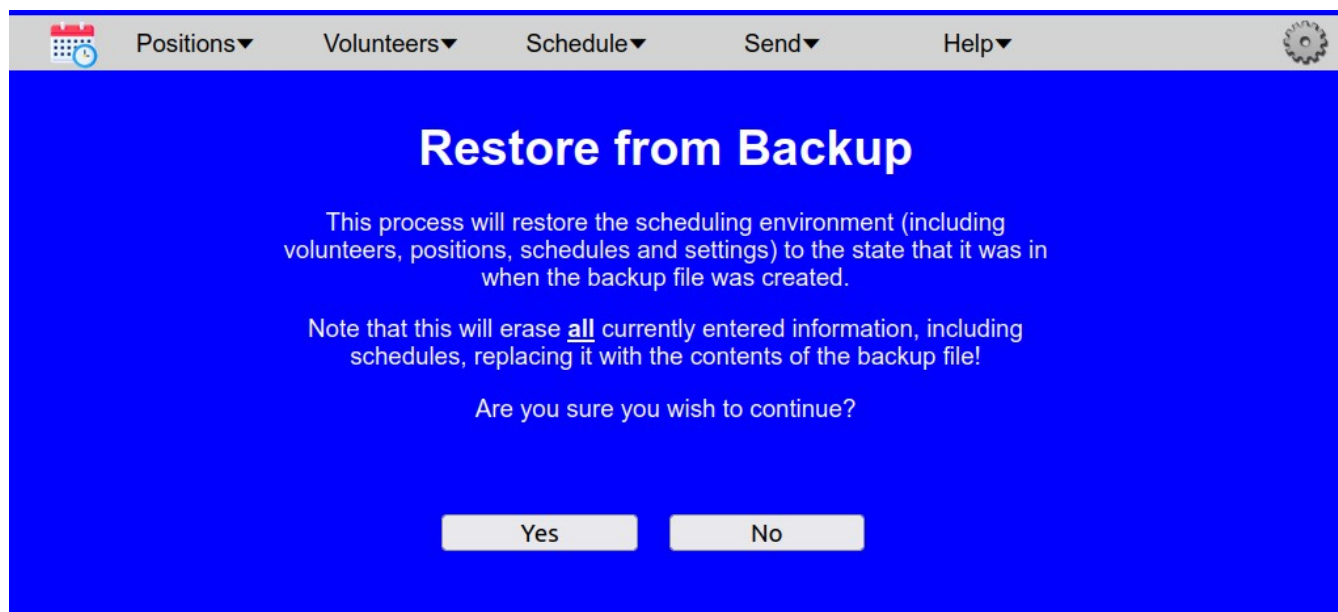 Positions▼ Volunteers▼ Schedule▼ Send▼ Help▼
Restore from Backup
This process will restore the scheduling environment (including
volunteers, positions, schedules and settings) to the state that it was in
when the backup file was created.
Note that this will erase all currently entered information, including
schedules, replacing it with the contents of the backup file!
Are you sure you wish to continue?
Yes No